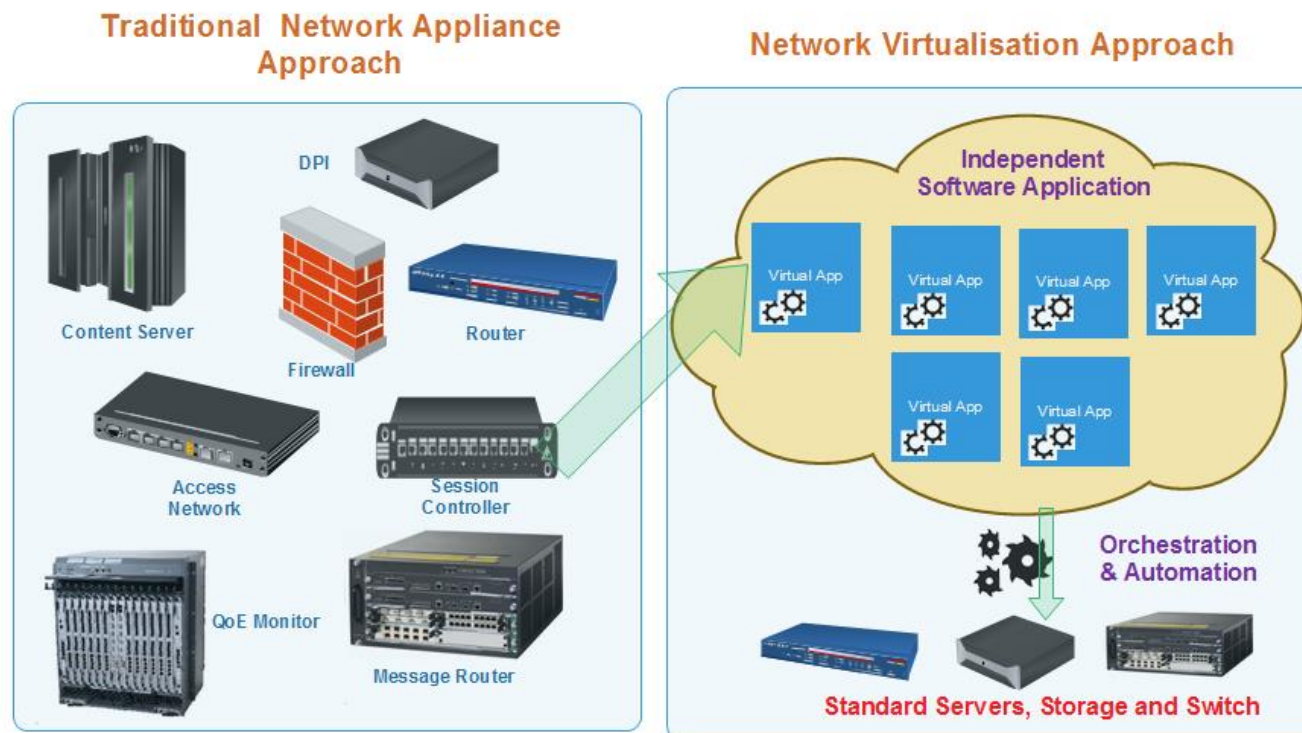 Traditional Network Appliance
Approach
DPI
Content Server
Firewall
Router
Access
Network
Session
Controller
QoE Monitor
Message Router
Network Virtualisation Approach
Independent
Software Application
Virtual App
Virtual App
Virtual App
Virtual App
Virtual App
Virtual App
Orchestration
& Automation
Standard Servers, Storage and Switch